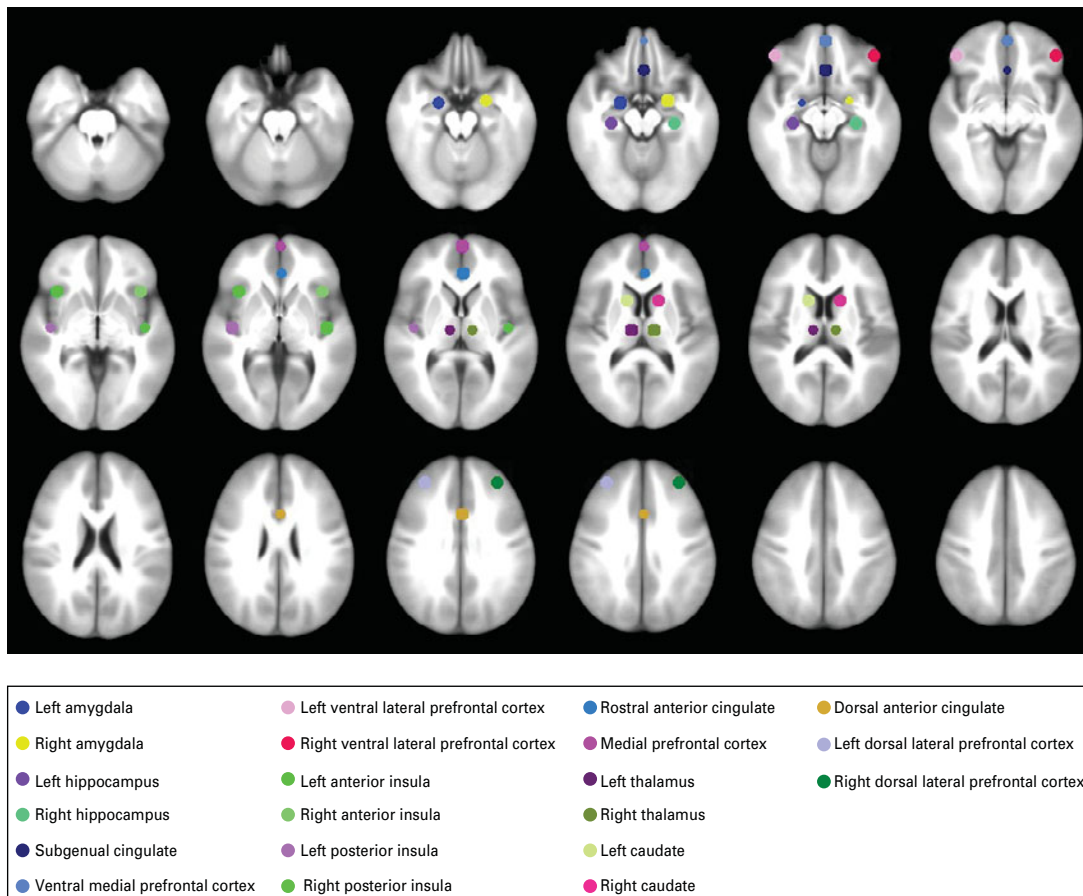 Left amygdala
Right amygdala
Left hippocampus
Right hippocampus
Subgenual cingulate
Ventral medial prefrontal cortex
Left ventral lateral prefrontal cortex
Right ventral lateral prefrontal cortex
Left anterior insula
Right anterior insula
Left posterior insula
Right posterior insula
Rostral anterior cingulate
Medial prefrontal cortex
Left thalamus
Right thalamus
Left caudate
Right caudate
Dorsal anterior cingulate
Left dorsal lateral prefrontal cortex
Right dorsal lateral prefrontal cortex